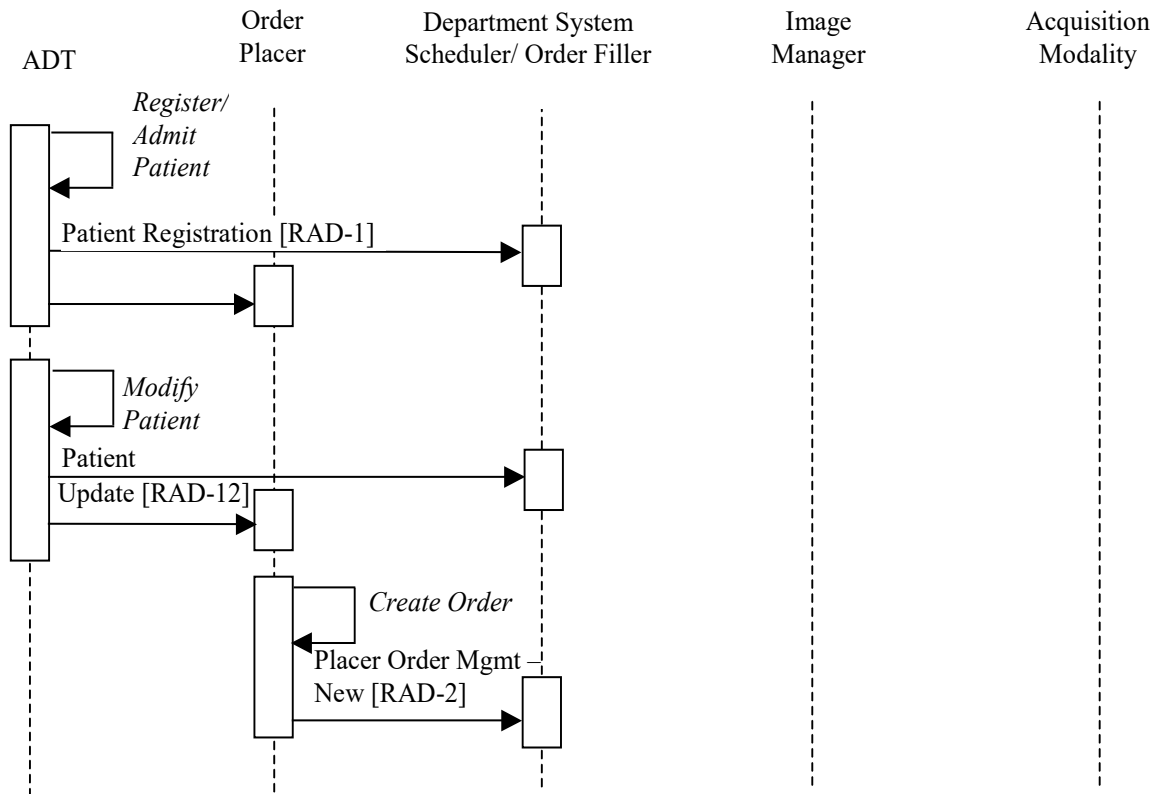 ADT
Order
Placer
Department System
Scheduler/ Order Filler
Image
Manager
Acquisition
Modality
Register/
Admit
Patient
Patient Registration [RAD-1]
Modify
Patient
Patient
Update [RAD-12]
Create Order
Placer Order Mgmt –
New [RAD-2]